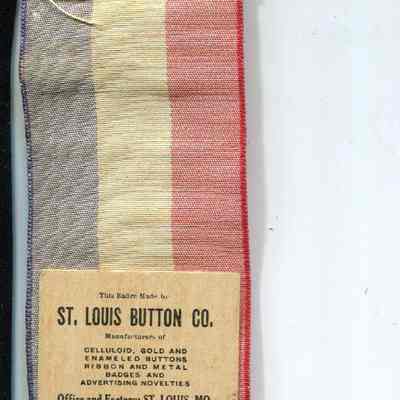 This Badge Made by
ST. LOUIS BUTTON CO.
Manufacturers of
CELLULOID, GOLD AND
ENAMELED BUTTONS
RIBBON AND METAL
BADGES AND
ADVERTISING NOVELTIES
Office and Factory ST. LOUIS, MO.